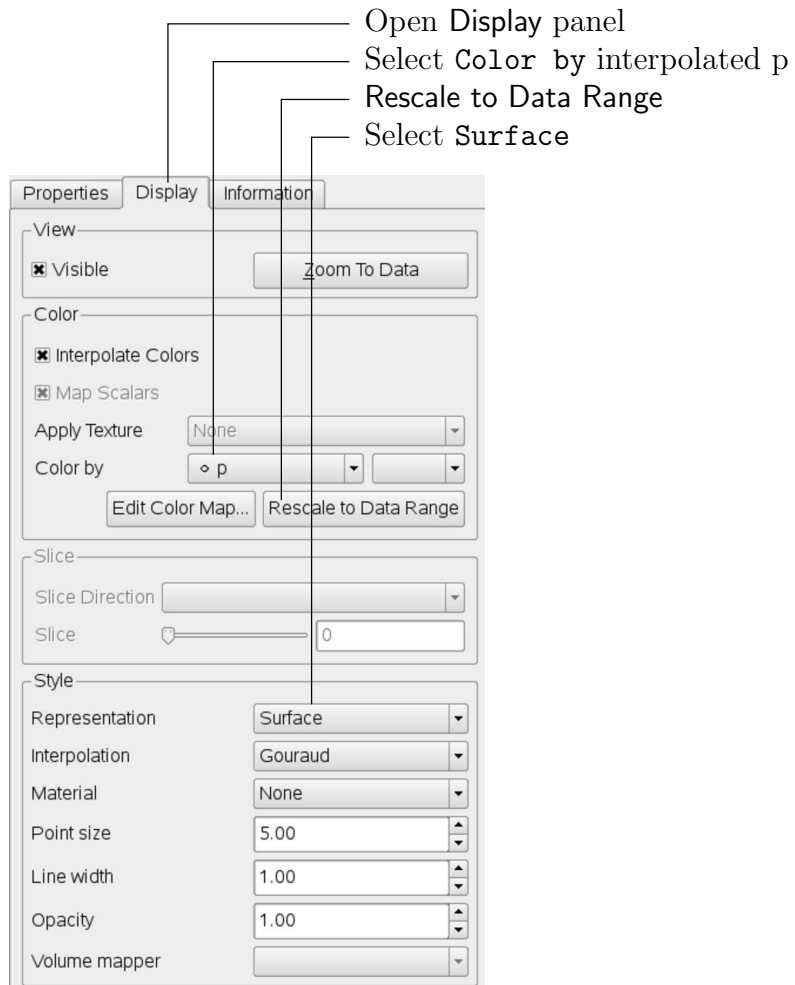 Open Display panel
Select Color by interpolated p
Rescale to Data Range
Select Surface
Properties Display Information
View
Visible Zoom To Data
Color
Interpolate Colors
Map Scalars
Apply Texture None
Color by p
Edit Color Map... Rescale to Data Range
Slice
Slice Direction
Slice 0
Style
Representation Surface
Interpolation Gouraud
Material None
Point size 5.00
Line width 1.00
Opacity 1.00
Volume mapper